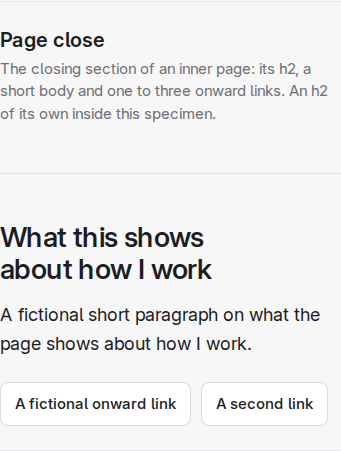 Page close
The closing section of an inner page: its h2, a
short body and one to three onward links. An h2
of its own inside this specimen.
What this shows
about how I work
A fictional short paragraph on what the
page shows about how I work.
A fictional onward link
A second link